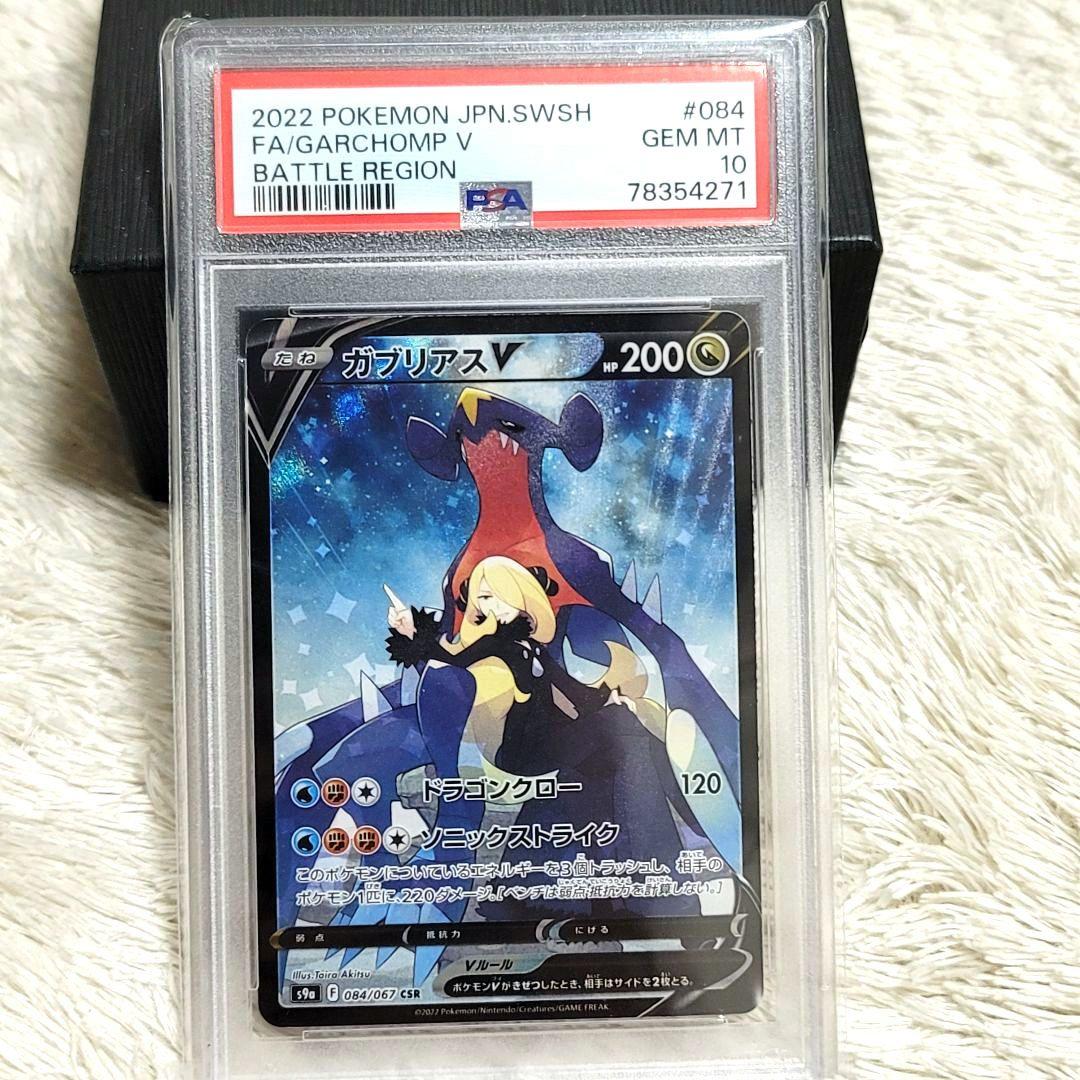 2022 POKEMON JPN.SWSH #084
FA/GARCHOMP V GEM MT
BATTLE REGION 10
78354271
PSA
たね ガブリアスV HP200
ドラゴンクロー 120
ソニックストライク
このポケモンについているエネルギーを3個トラッシュし、相手の
ポケモン1匹に、220ダメージ。[ベンチは弱点・抵抗力を計算しない。]
弱点 抵抗力 にげる
Vルール
ポケモンVがきぜつしたとき、相手はサイドを2枚とる。
Illus. Taira Akitsu
s9a F 084/067 CSR
©2022 Pokémon/Nintendo/Creatures/GAME FREAK.